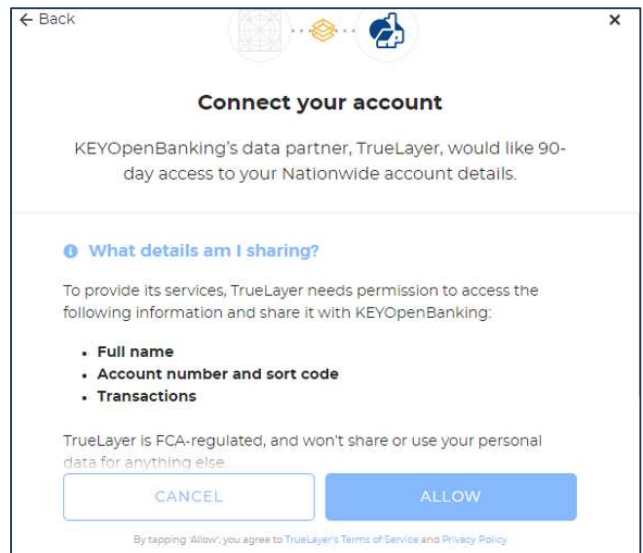 ← Back
×
Connect your account
KEYOpenBanking's data partner, TrueLayer, would like 90-
day access to your Nationwide account details.
What details am I sharing?
To provide its services, TrueLayer needs permission to access the
following information and share it with KEYOpenBanking:
• Full name
• Account number and sort code
• Transactions
TrueLayer is FCA-regulated, and won't share or use your personal
data for anything else.
CANCEL
ALLOW
By tapping 'Allow', you agree to TrueLayer's Terms of Service and Privacy Policy